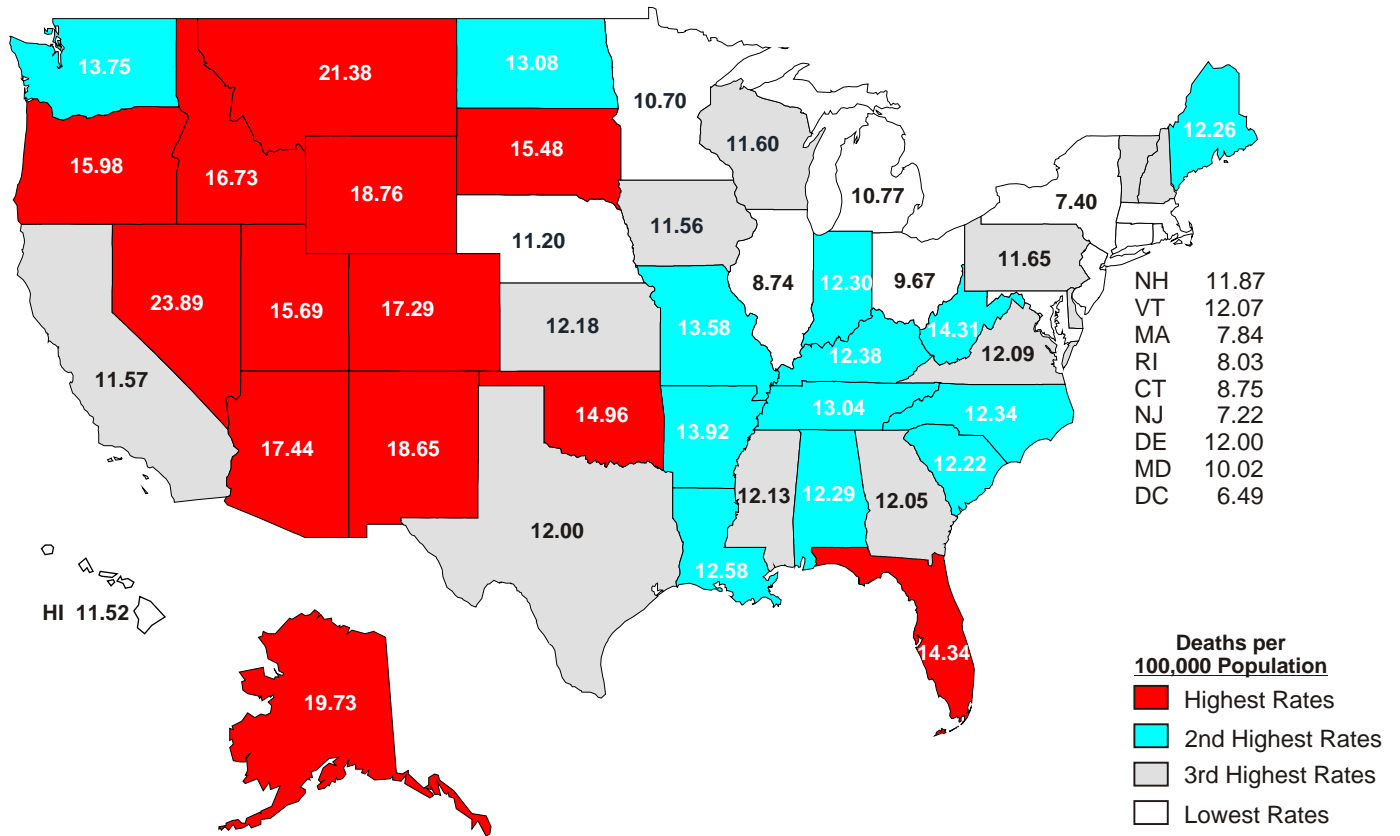 13.75
21.38
13.08
10.70
12.26
15.98
16.73
18.76
15.48
11.60
10.77
7.40
11.20
11.56
23.89
15.69
17.29
12.18
13.58
8.74
12.30
9.67
11.65
14.31
12.38
12.09
11.57
17.44
18.65
14.96
13.92
13.04
12.34
12.22
12.00
12.13
12.29
12.05
12.58
14.34
NH 11.87
VT 12.07
MA 7.84
RI 8.03
CT 8.75
NJ 7.22
DE 12.00
MD 10.02
DC 6.49
HI 11.52
19.73
Deaths per
100,000 Population
Highest Rates
2nd Highest Rates
3rd Highest Rates
Lowest Rates